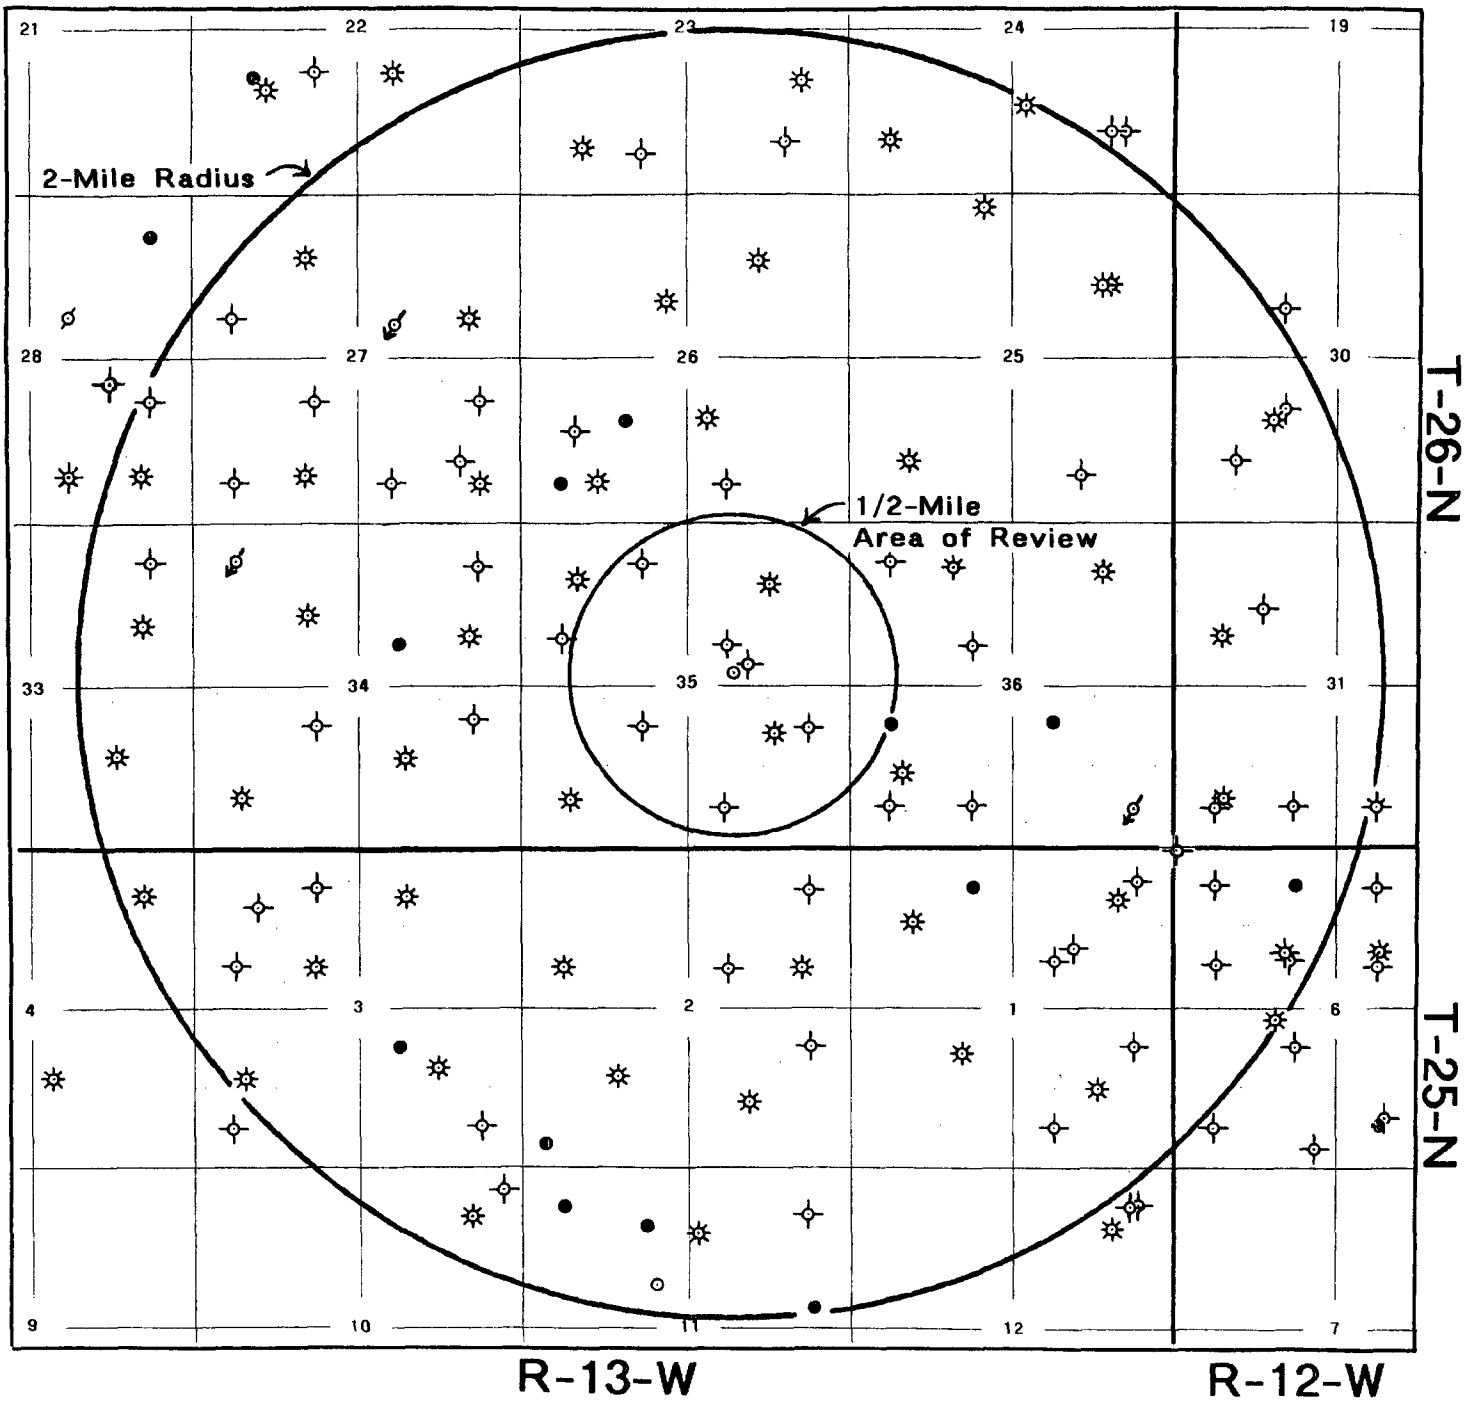 21 22 23 24 19
2-Mile Radius
28 27 26 25 30
T-26-N
1/2-Mile
Area of Review
33 34 35 36 31
4 3 2 1 6
T-25-N
9 10 11 12 7
R-13-W R-12-W